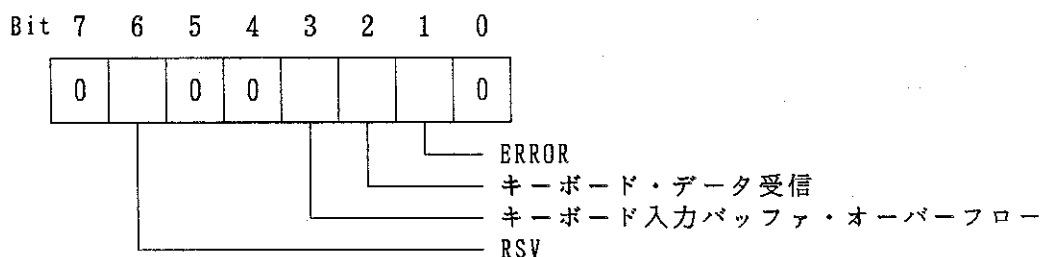 Bit 7 6 5 4 3 2 1 0
0 0 0 0
ERROR
キーボード・データ受信
キーボード入力バッファ・オーバーフロー
RSV